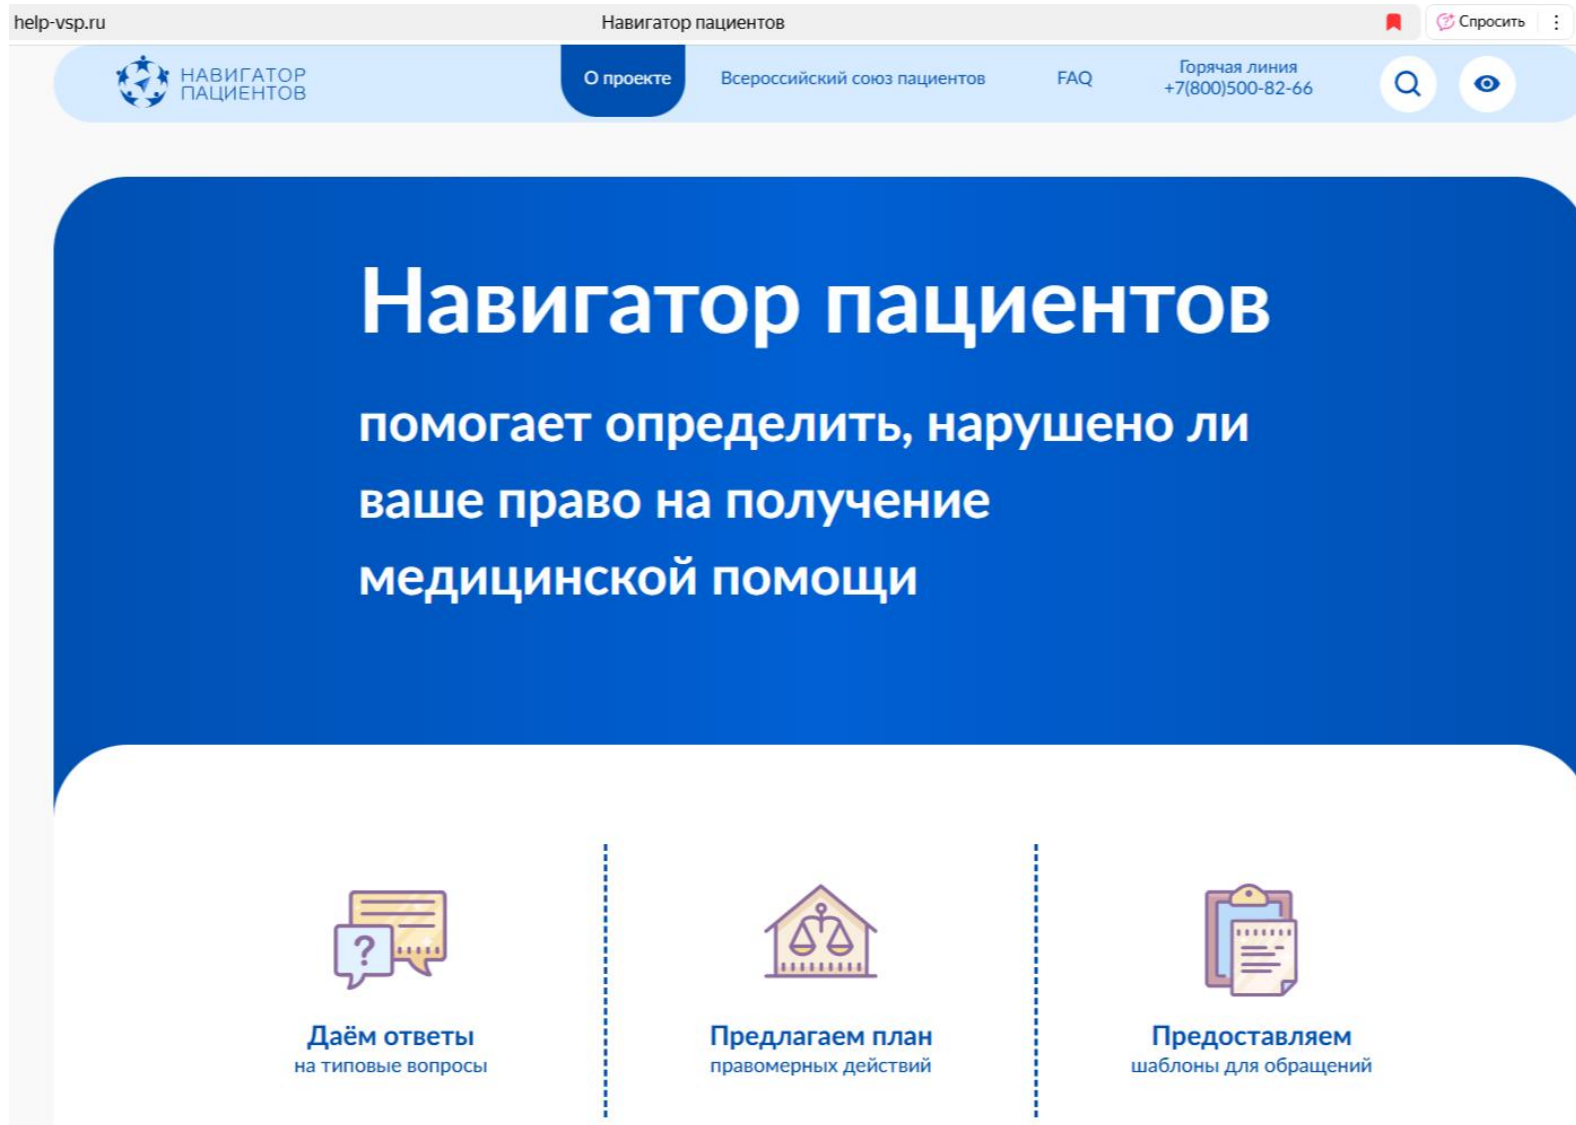 help-vsp.ru
Навигатор пациентов
Спросить
НАВИГАТОР
ПАЦИЕНТОВ
О проекте
Всероссийский союз пациентов
FAQ
Горячая линия
+7(800)500-82-66
Навигатор пациентов
помогает определить, нарушено ли
ваше право на получение
медицинской помощи
?
Даём ответы
на типовые вопросы
Предлагаем план
правомерных действий
Предоставляем
шаблоны для обращений